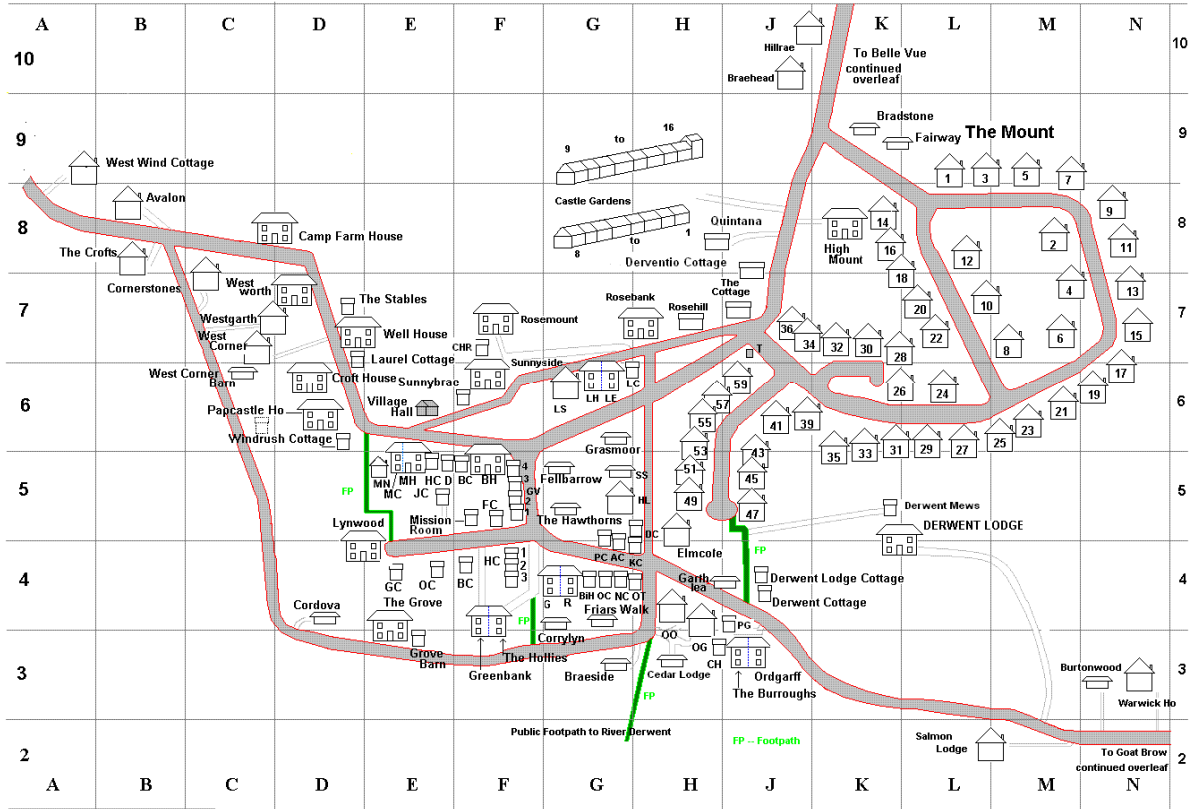 A B C D E F G H J K L M N
10 10
Hillrae
To Belle Vue
continued
overleaf
Braehead
9 9
9 to 16
Bradstone
Fairway
The Mount
West Wind Cottage
1 3 5 7
Avalon
Castle Gardens
8 8
14 9
Quintana
Camp Farm House
8 to 1
High
Mount
16 2 11
The Crofts
Derventio Cottage
12
Cornerstones
West
worth
The
Cottage
18 4 13
The Stables
Rosebank
Rosehill
20 10
7 7
Westgarth
Well House
Rosemount
36 34 32 30 28 22 8 6 15
West
Corner
CHR
T
Laurel Cottage
Sunnyside
West Corner
Barn
Croft House
Sunnybrae
LC
59 26 24 17
LS LH LE
6 6
Papcastle Ho
Village
Hall
57 19
55 41 39 21
Windrush Cottage
23
Grasmoor
53 43 35 33 31 29 27 25
MN MH HC D BC BH 4
Fellbarrow
SS
51 45
MC
JC
3
GV
5 5
FP
FC
2
HL
49 47
1
Derwent Mews
Lynwood
Mission
Room
The Hawthorns
DC
DERWENT LODGE
Elmcote
FP
PC AC KC
HC 1
2
3
4 4
GC OC BC
Garth
lea
Derwent Lodge Cottage
G R BiH OC NC OT
The Grove
Friars Walk
Derwent Cottage
Cordova
FP
Corrylyn
OO
PG
OG
Grove
Barn
The Hollies
CH
Greenbank
Braeside
Cedar Lodge
Ordgarff
Burtonwood
3 3
FP
The Burroughs
Warwick Ho
Public Footpath to River Derwent
FP -- Footpath
Salmon
Lodge
To Goat Brow
continued overleaf
2 2
A B C D E F G H J K L M N